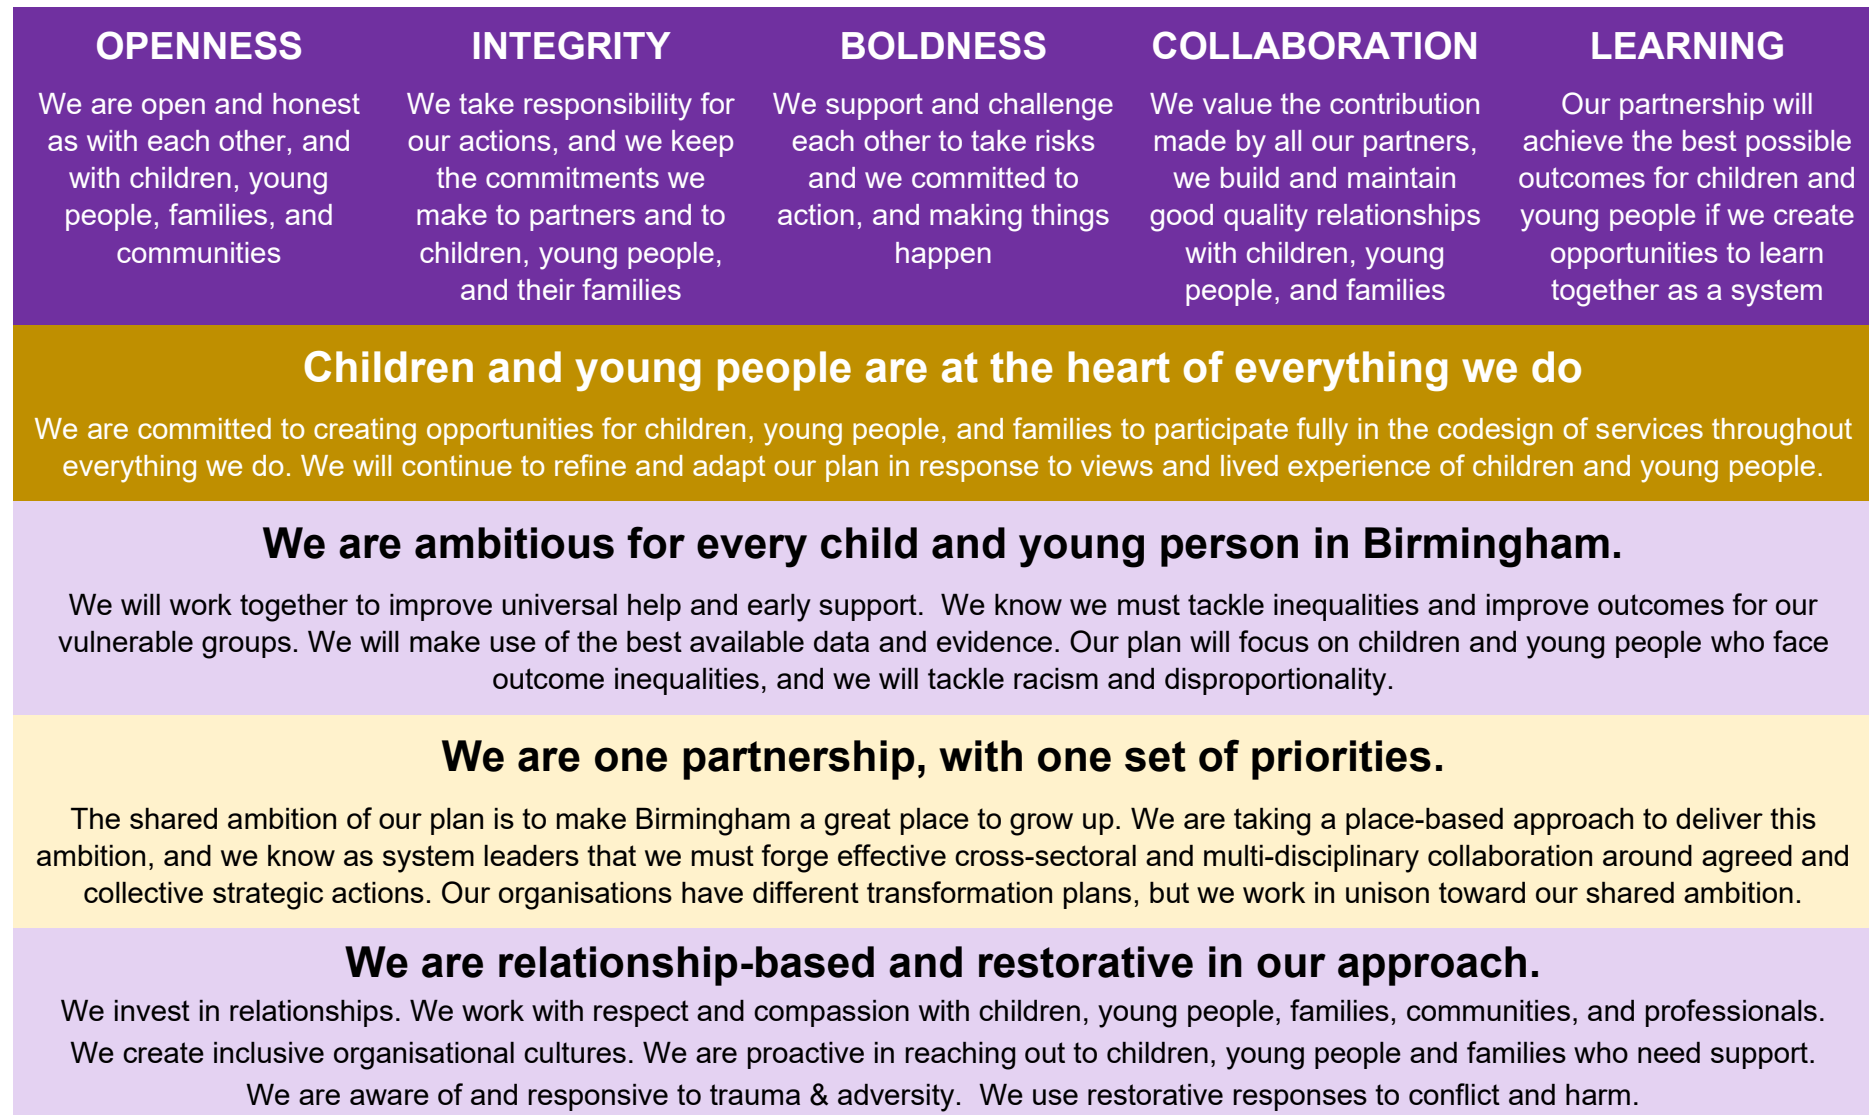 OPENNESS
We are open and honest
as with each other, and
with children, young
people, families, and
communities
INTEGRITY
We take responsibility for
our actions, and we keep
the commitments we
make to partners and to
children, young people,
and their families
BOLDNESS
We support and challenge
each other to take risks
and we committed to
action, and making things
happen
COLLABORATION
We value the contribution
made by all our partners,
we build and maintain
good quality relationships
with children, young
people, and families
LEARNING
Our partnership will
achieve the best possible
outcomes for children and
young people if we create
opportunities to learn
together as a system
Children and young people are at the heart of everything we do
We are committed to creating opportunities for children, young people, and families to participate fully in the codesign of services throughout
everything we do. We will continue to refine and adapt our plan in response to views and lived experience of children and young people.
We are ambitious for every child and young person in Birmingham.
We will work together to improve universal help and early support.  We know we must tackle inequalities and improve outcomes for our
vulnerable groups. We will make use of the best available data and evidence. Our plan will focus on children and young people who face
outcome inequalities, and we will tackle racism and disproportionality.
We are one partnership, with one set of priorities.
The shared ambition of our plan is to make Birmingham a great place to grow up. We are taking a place-based approach to deliver this
ambition, and we know as system leaders that we must forge effective cross-sectoral and multi-disciplinary collaboration around agreed and
collective strategic actions. Our organisations have different transformation plans, but we work in unison toward our shared ambition.
We are relationship-based and restorative in our approach.
We invest in relationships. We work with respect and compassion with children, young people, families, communities, and professionals.
We create inclusive organisational cultures. We are proactive in reaching out to children, young people and families who need support.
We are aware of and responsive to trauma & adversity.  We use restorative responses to conflict and harm.